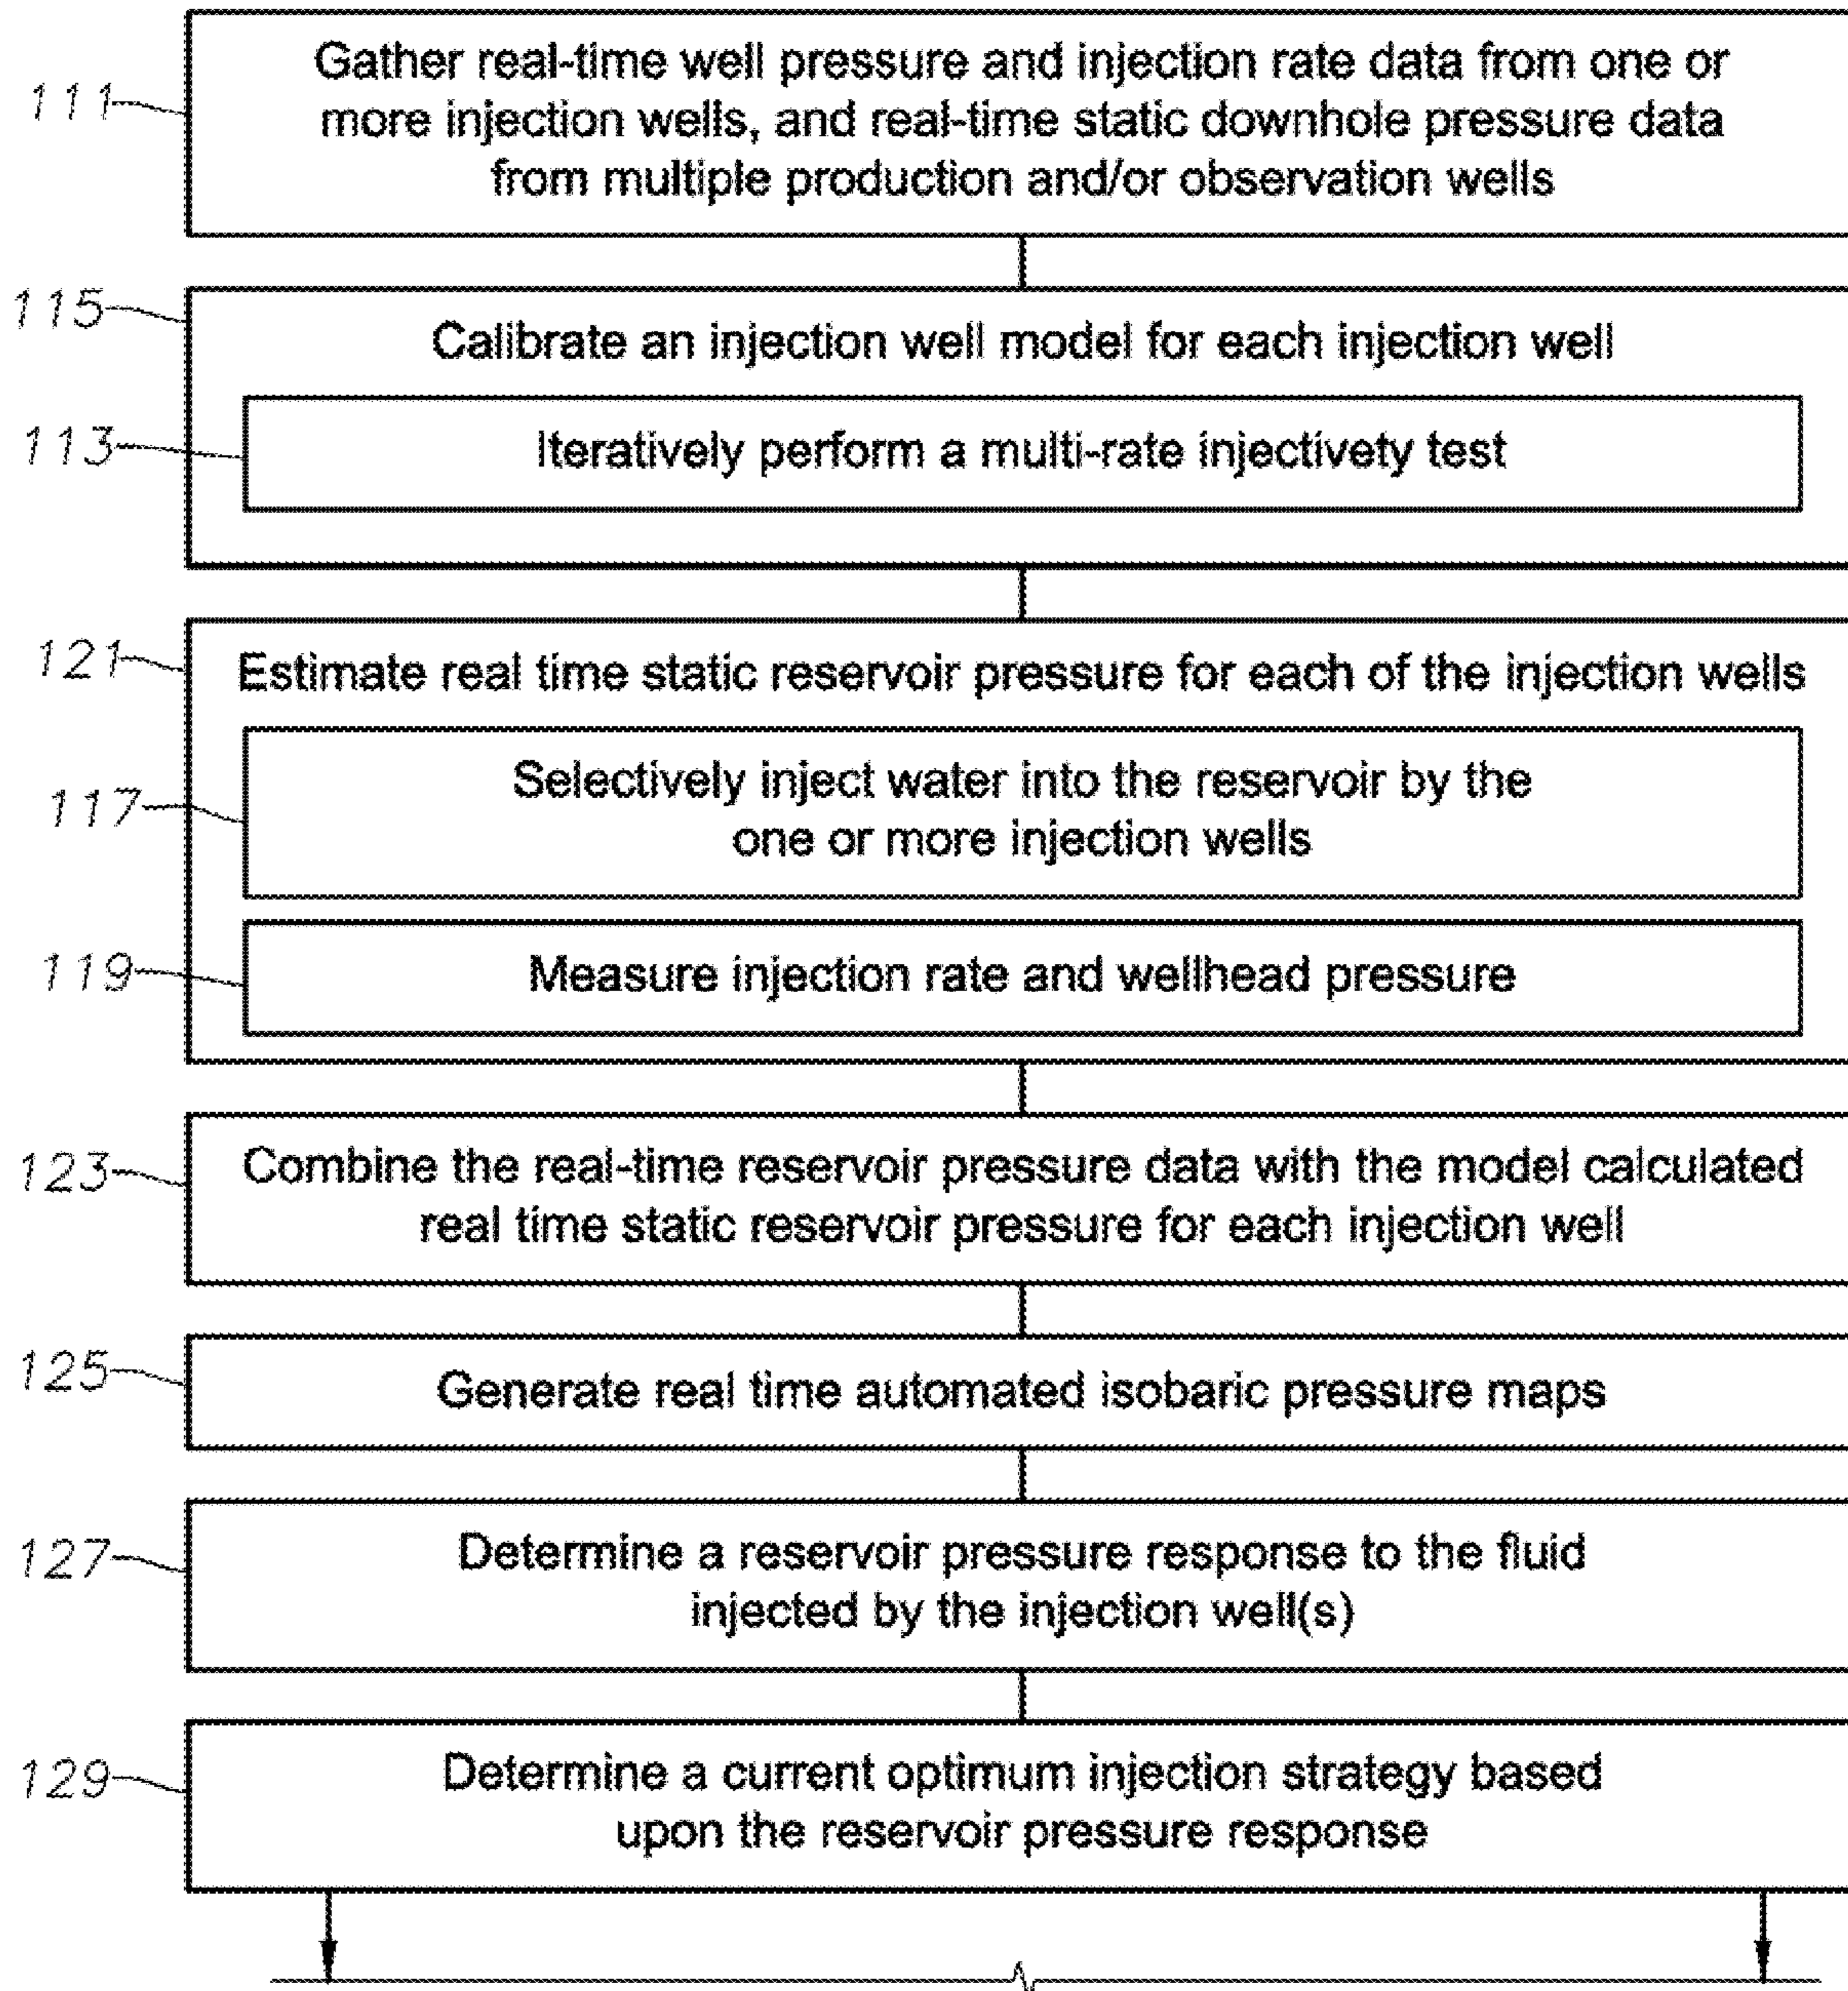 111
Gather real-time well pressure and injection rate data from one or
more injection wells, and real-time static downhole pressure data
from multiple production and/or observation wells
115
Calibrate an injection well model for each injection well
113
Iteratively perform a multi-rate injectivety test
121
Estimate real time static reservoir pressure for each of the injection wells
117
Selectively inject water into the reservoir by the
one or more injection wells
119
Measure injection rate and wellhead pressure
123
Combine the real-time reservoir pressure data with the model calculated
real time static reservoir pressure for each injection well
125
Generate real time automated isobaric pressure maps
127
Determine a reservoir pressure response to the fluid
injected by the injection well(s)
129
Determine a current optimum injection strategy based
upon the reservoir pressure response